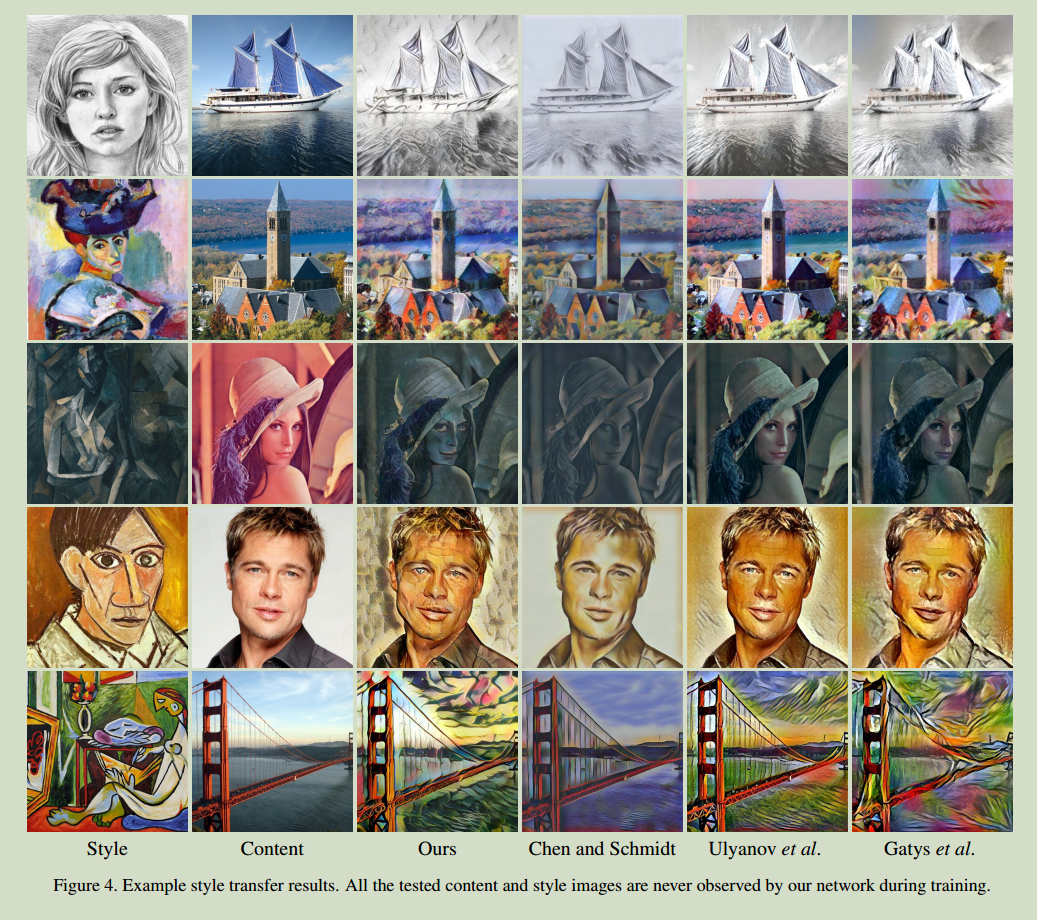 Style Content Ours Chen and Schmidt Ulyanov et al. Gatys et al.
Figure 4. Example style transfer results. All the tested content and style images are never observed by our network during training.